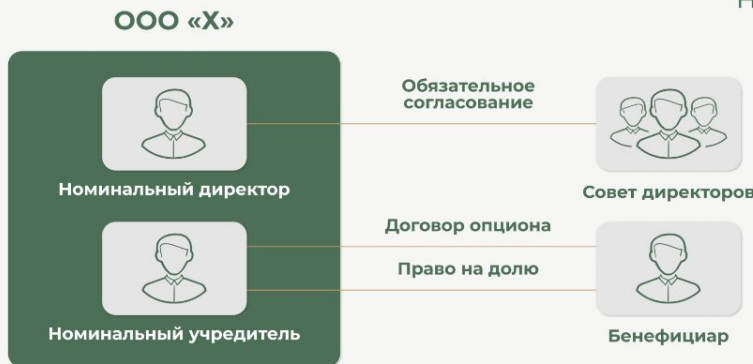 ООО «Х»
Обязательное
согласование
Номинальный директор
Совет директоров
Договор опциона
Право на долю
Номинальный учредитель
Бенефициар